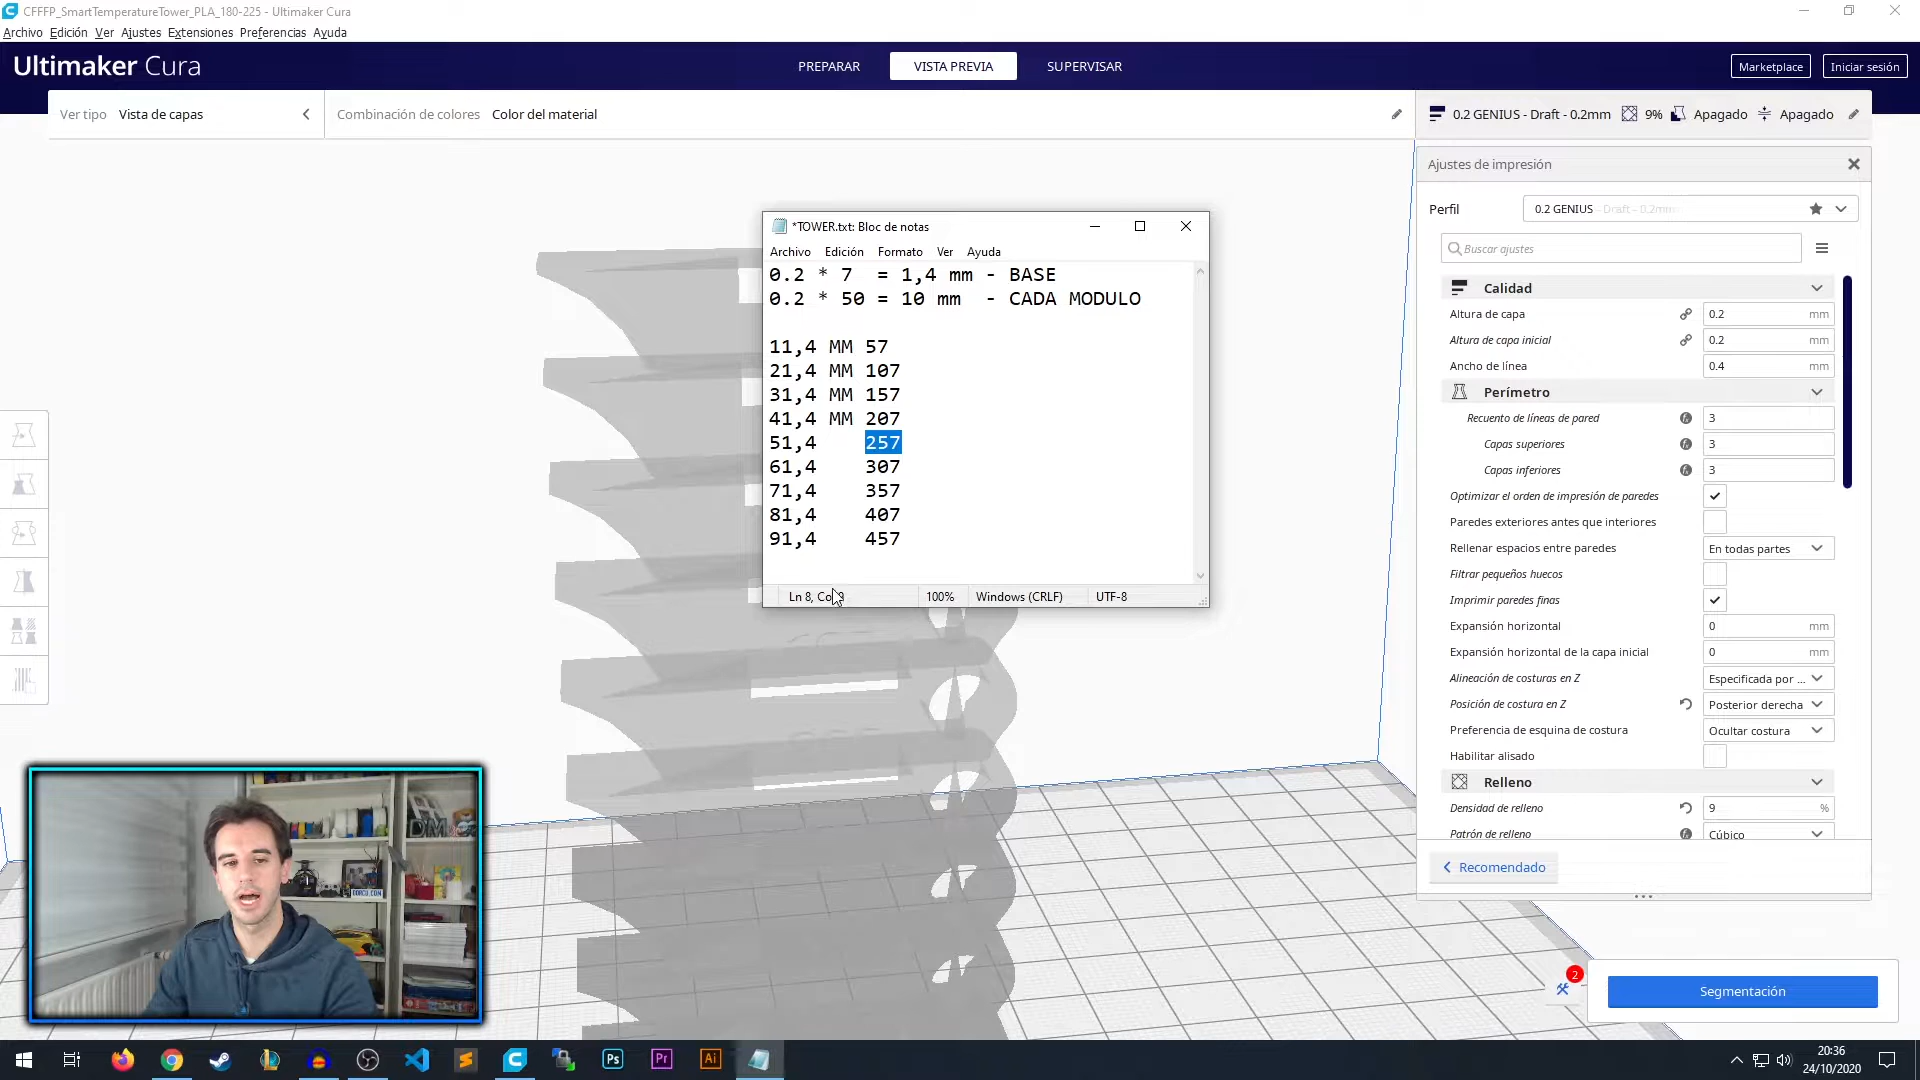 CFFFP_SmartTemperatureTower_PLA_180-225 - Ultimaker Cura
Archivo Edición Ver Ajustes Extensiones Preferencias Ayuda
Ultimaker Cura
PREPARAR
VISTA PREVIA
SUPERVISAR
Marketplace
Iniciar sesión
Ver tipo Vista de capas
Combinación de colores Color del material
0.2 GENIUS - Draft - 0.2mm 9% Apagado Apagado
*TOWER.txt: Bloc de notas
Archivo Edición Formato Ver Ayuda
0.2 * 7 = 1,4 mm - BASE
0.2 * 50 = 10 mm - CADA MODULO
11,4 MM 57
21,4 MM 107
31,4 MM 157
41,4 MM 207
51,4 257
61,4 307
71,4 357
81,4 407
91,4 457
100% Windows (CRLF) UTF-8
Ajustes de impresión
Perfil 0.2 GENIUS - Draft - 0.2mm
Buscar ajustes
Calidad
Altura de capa 0.2 mm
Altura de capa inicial 0.2 mm
Ancho de línea 0.4 mm
Perímetro
Recuento de líneas de pared 3
Capas superiores 3
Capas inferiores 3
Optimizar el orden de impresión de paredes
Paredes exteriores antes que interiores
Rellenar espacios entre paredes En todas partes
Filtrar pequeños huecos
Imprimir paredes finas
Expansión horizontal 0 mm
Expansión horizontal de la capa inicial 0 mm
Alineación de costuras en Z Especificada por ...
Posición de costura en Z Posterior derecha
Preferencia de esquina de costura Ocultar costura
Habilitar alisado
Relleno
Densidad de relleno 9 %
Patrón de relleno Cúbico
Recomendado
2
Segmentación
DORCU.COM
Ps
Pr
Ai
20:36
24/10/2020